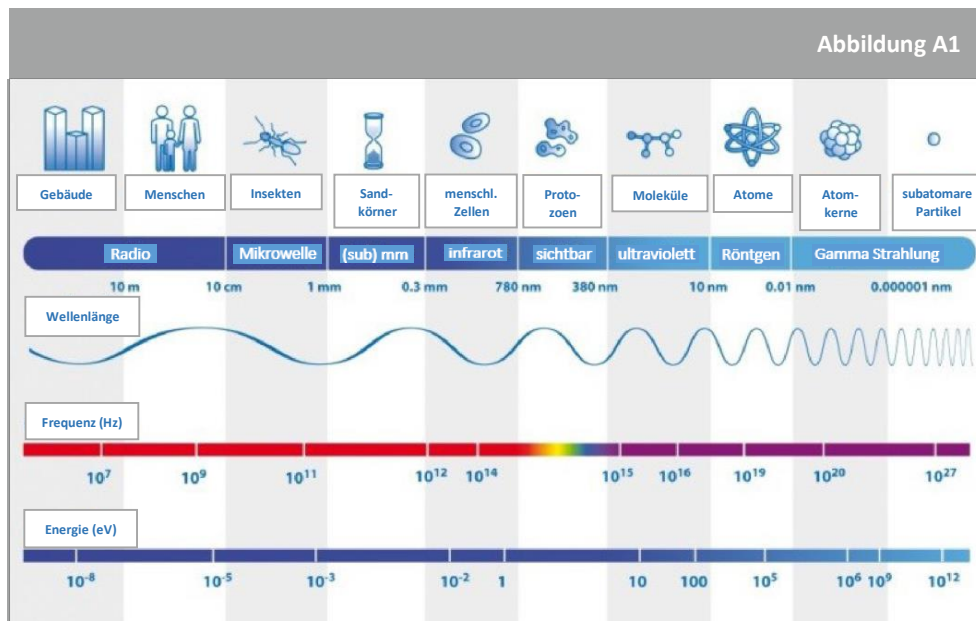 Abbildung A1
Gebäude Menschen Insekten Sand-
körner menschl.
Zellen Proto-
zoen Moleküle Atome Atom-
kerne subatomare
Partikel
Radio Mikrowelle (sub) mm infrarot sichtbar ultraviolett Röntgen Gamma Strahlung
10 m 10 cm 1 mm 0.3 mm 780 nm 380 nm 10 nm 0.01 nm 0.000001 nm
Wellenlänge
Frequenz (Hz)
10⁷ 10⁹ 10¹¹ 10¹² 10¹⁴ 10¹⁵ 10¹⁶ 10¹⁹ 10²⁰ 10²⁷
Energie (eV)
10⁻⁸ 10⁻⁵ 10⁻³ 10⁻² 1 10 100 10⁵ 10⁶ 10⁹ 10¹²